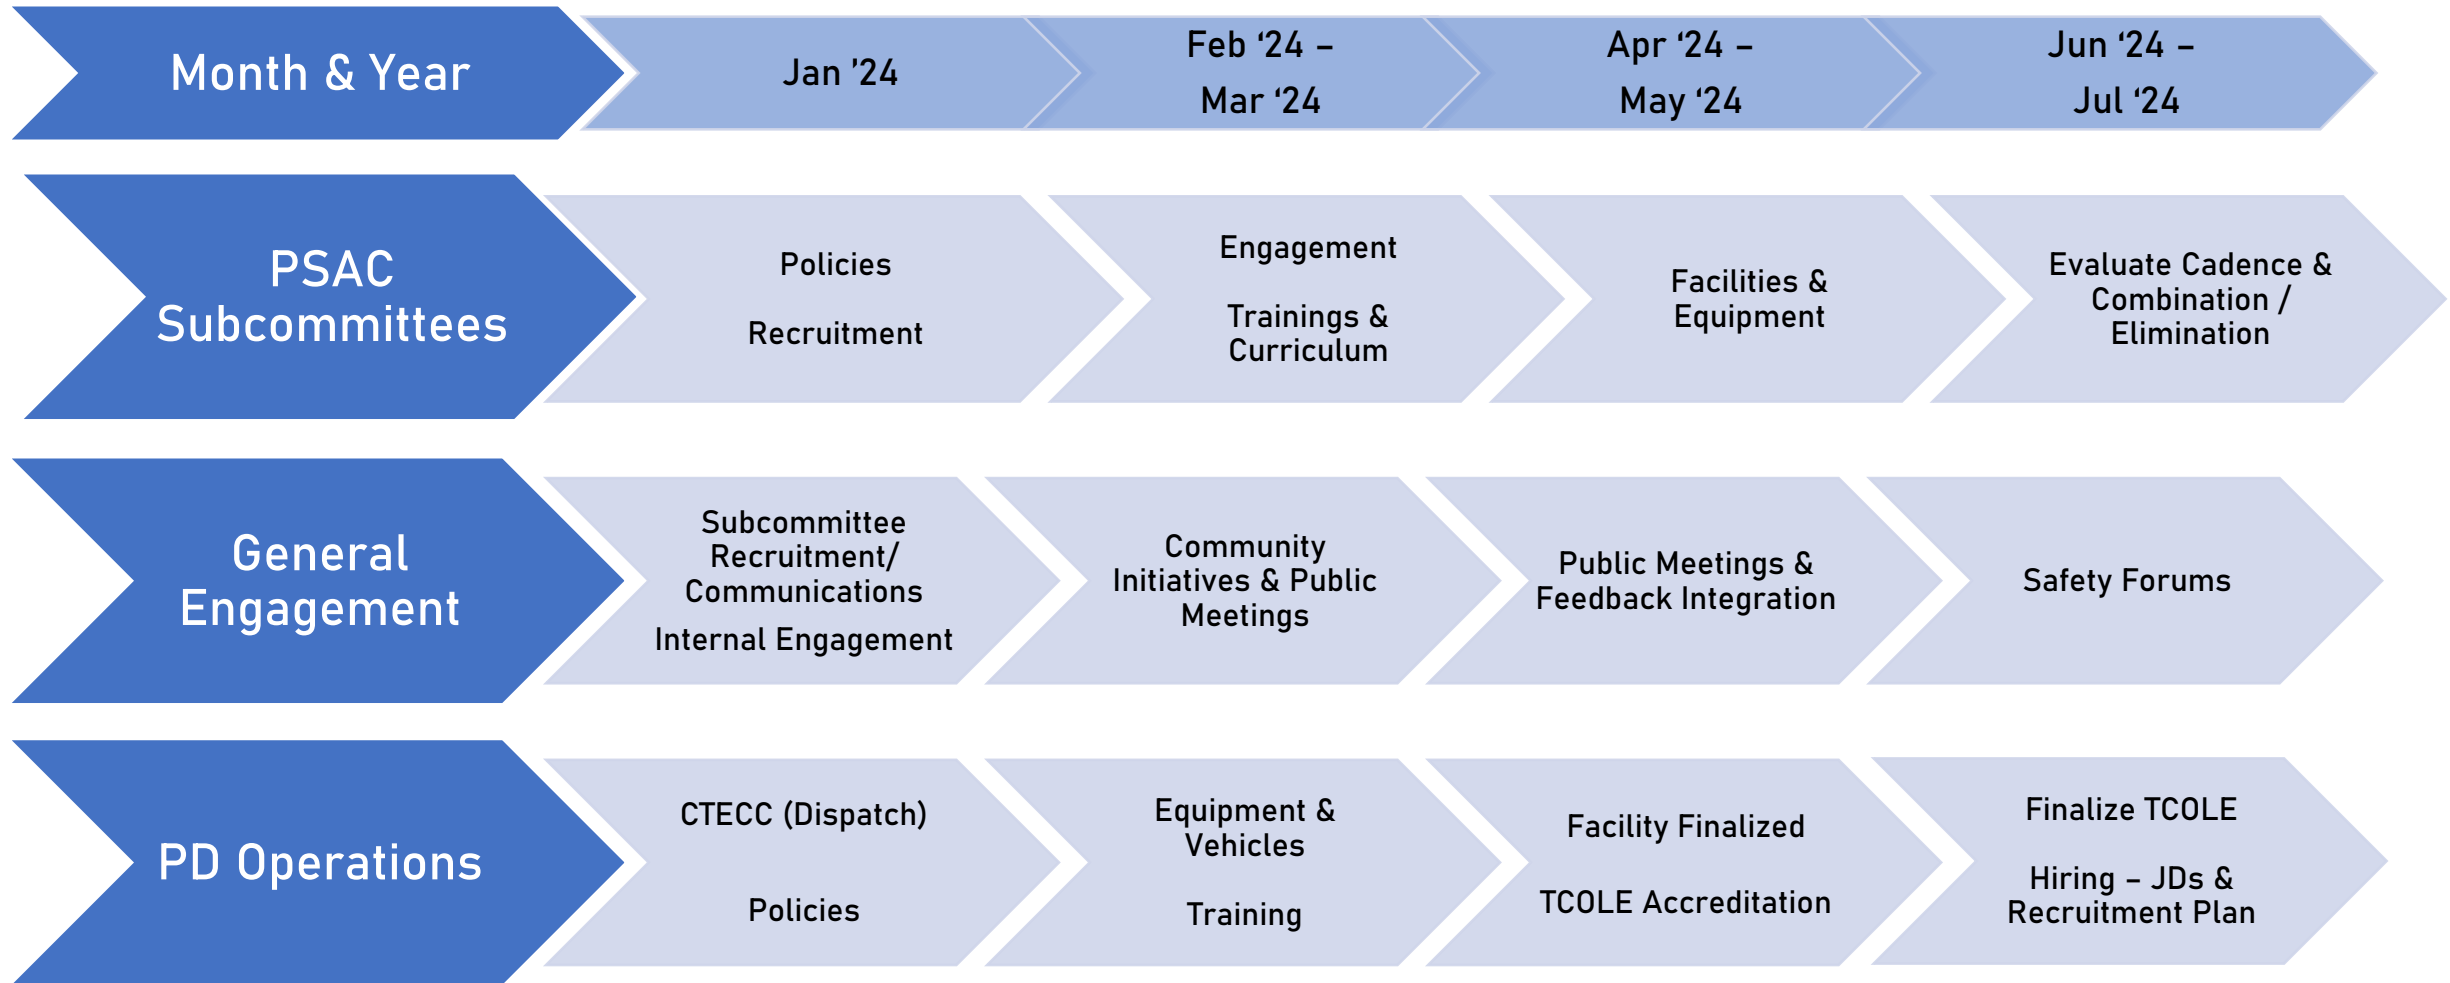 Month & Year
Jan ’24
Feb ‘24 –
Mar ‘24
Apr ‘24 –
May ‘24
Jun ‘24 –
Jul ‘24
PSAC
Subcommittees
Policies
Recruitment
Engagement
Trainings &
Curriculum
Facilities &
Equipment
Evaluate Cadence &
Combination /
Elimination
General
Engagement
Subcommittee
Recruitment/
Communications
Internal Engagement
Community
Initiatives & Public
Meetings
Public Meetings &
Feedback Integration
Safety Forums
PD Operations
CTECC (Dispatch)
Policies
Equipment &
Vehicles
Training
Facility Finalized
TCOLE Accreditation
Finalize TCOLE
Hiring – JDs &
Recruitment Plan